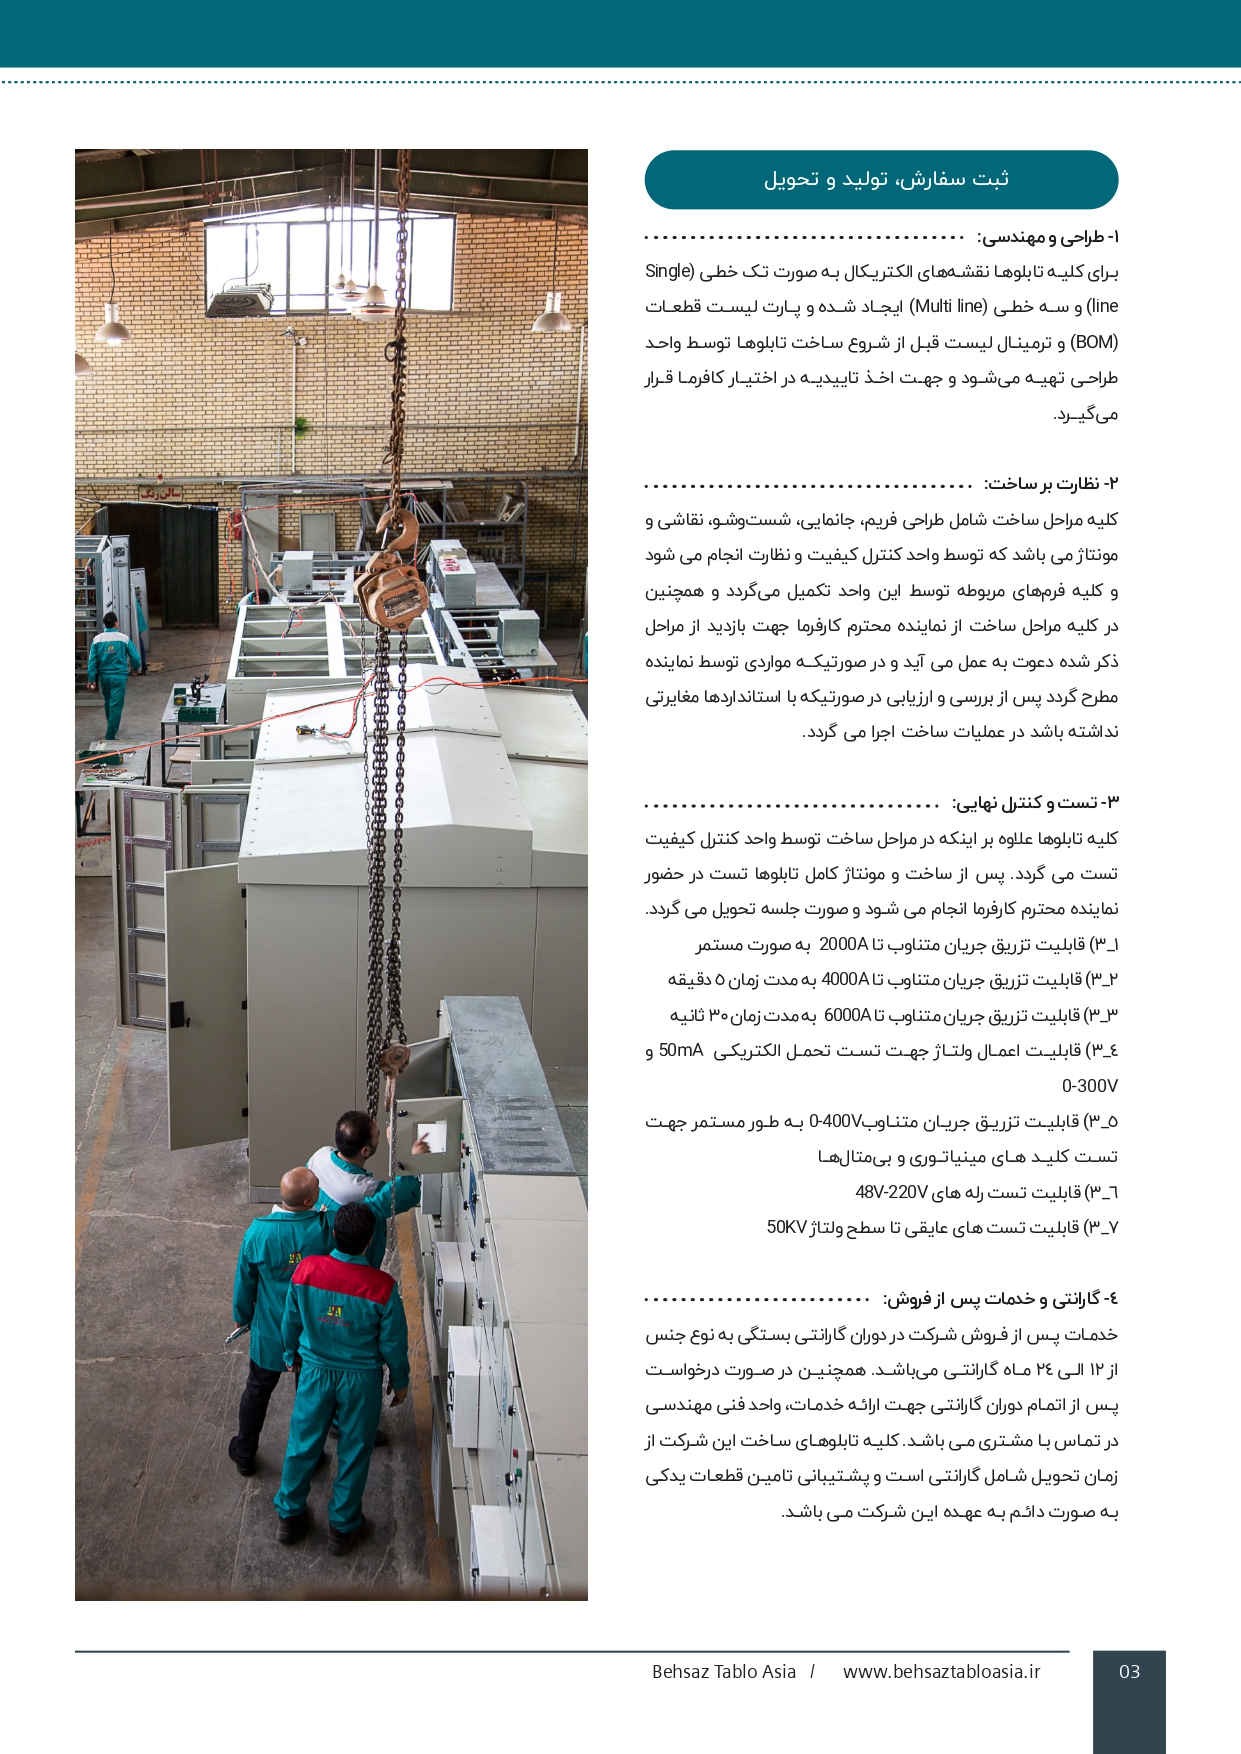 ثبت سفارش، تولید و تحویل
۱- طراحی و مهندسی:
برای کلیه تابلوها نقشه‌های الکتریکال به صورت تک خطی (Single
line) و سه خطی (Multi line) ایجاد شده و پارت لیست قطعات
(BOM) و ترمینال لیست قبل از شروع ساخت تابلوها توسط واحد
طراحی تهیه می‌شود و جهت اخذ تاییدیه در اختیار کافرما قرار
می‌گیرد.
۲- نظارت بر ساخت:
کلیه مراحل ساخت شامل طراحی فریم، جانمایی، شست‌وشو، نقاشی و
مونتاژ می باشد که توسط واحد کنترل کیفیت و نظارت انجام می شود
و کلیه فرم‌های مربوطه توسط این واحد تکمیل می‌گردد و همچنین
در کلیه مراحل ساخت از نماینده محترم کارفرما جهت بازدید از مراحل
ذکر شده دعوت به عمل می آید و در صورتیکه مواردی توسط نماینده
مطرح گردد پس از بررسی و ارزیابی در صورتیکه با استانداردها مغایرتی
نداشته باشد در عملیات ساخت اجرا می گردد.
۳- تست و کنترل نهایی:
کلیه تابلوها علاوه بر اینکه در مراحل ساخت توسط واحد کنترل کیفیت
تست می گردد. پس از ساخت و مونتاژ کامل تابلوها تست در حضور
نماینده محترم کارفرما انجام می شود و صورت جلسه تحویل می گردد.
۱_۳) قابلیت تزریق جریان متناوب تا 2000A به صورت مستمر
۲_۳) قابلیت تزریق جریان متناوب تا 4000A به مدت زمان ٥ دقیقه
۳_۳) قابلیت تزریق جریان متناوب تا 6000A به مدت زمان ۳۰ ثانیه
٤_۳) قابلیت اعمال ولتاژ جهت تست تحمل الکتریکی 50mA و
0-300V
٥_۳) قابلیت تزریق جریان متناوب0-400V به طور مستمر جهت
تست کلید های مینیاتوری و بی‌متال‌ها
٦_۳) قابلیت تست رله های 48V-220V
۷_۳) قابلیت تست های عایقی تا سطح ولتاژ 50KV
٤- گارانتی و خدمات پس از فروش:
خدمات پس از فروش شرکت در دوران گارانتی بستگی به نوع جنس
از ۱۲ الی ۲٤ ماه گارانتی می‌باشد. همچنین در صورت درخواست
پس از اتمام دوران گارانتی جهت ارائه خدمات، واحد فنی مهندسی
در تماس با مشتری می باشد. کلیه تابلوهای ساخت این شرکت از
زمان تحویل شامل گارانتی است و پشتیبانی تامین قطعات یدکی
به صورت دائم به عهده این شرکت می باشد.
سالن رنگ
Behsaz Tablo Asia / www.behsaztabloasia.ir
03